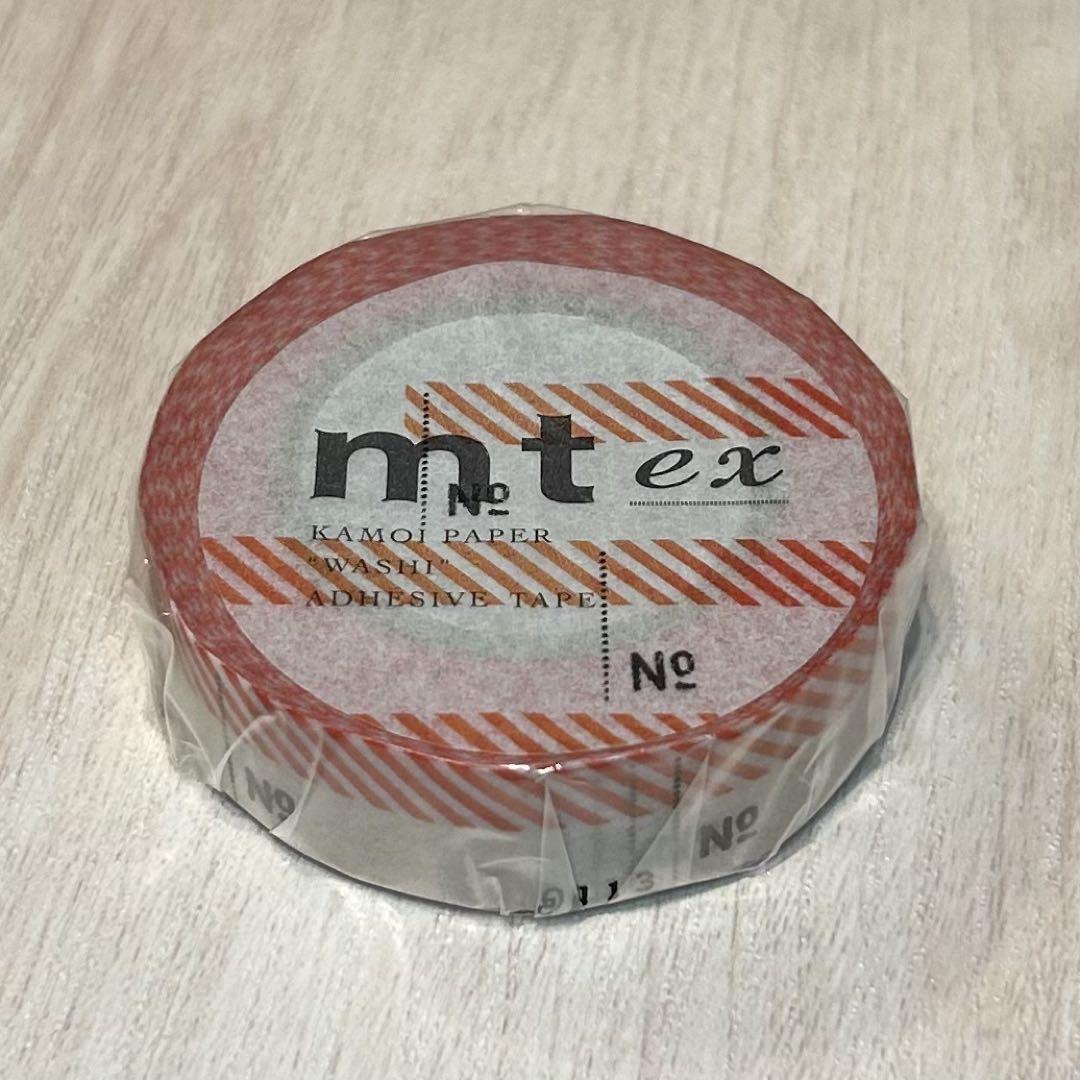 mt ex
№
KAMOI PAPER
"WASHI"
ADHESIVE TAPE
№
№
№